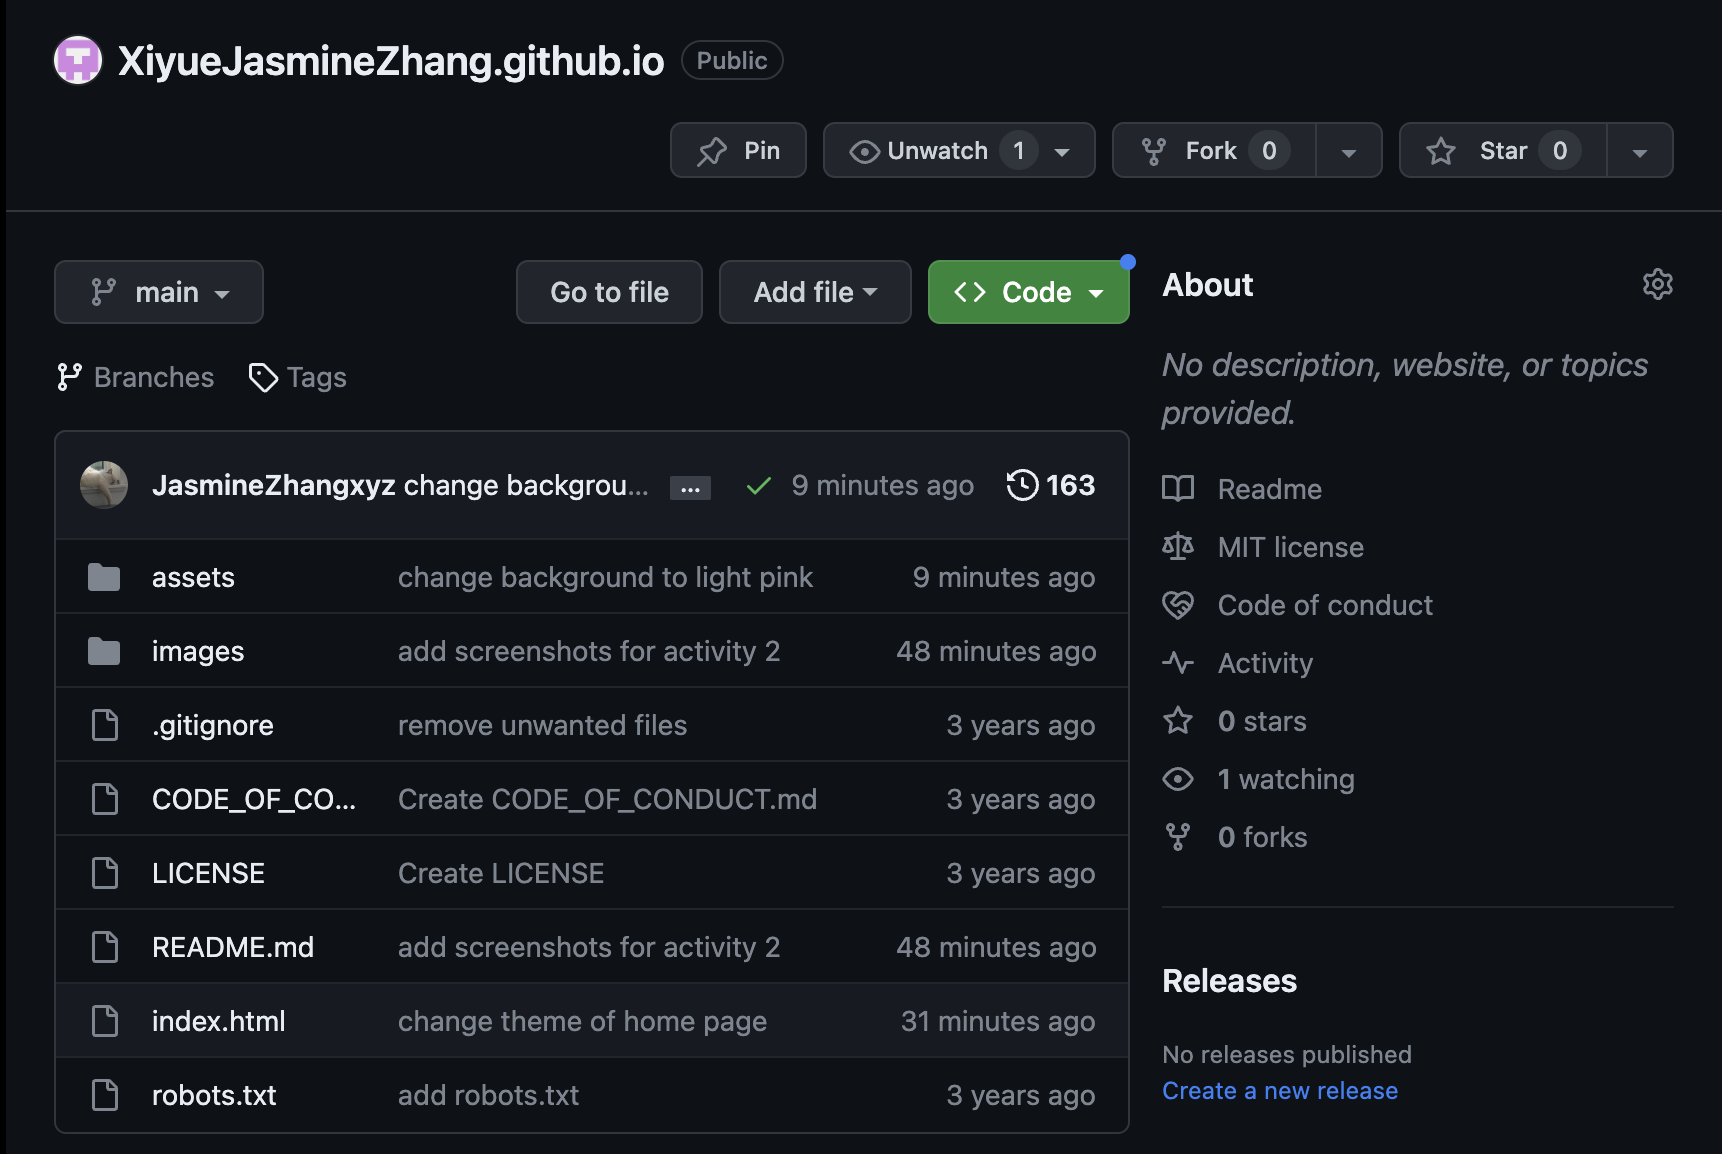 XiyueJasmineZhang.github.io Public
Pin Unwatch 1 Fork 0 Star 0
main Go to file Add file Code
Branches Tags
JasmineZhangxyz change backgrou... ... 9 minutes ago 163
assets change background to light pink 9 minutes ago
images add screenshots for activity 2 48 minutes ago
.gitignore remove unwanted files 3 years ago
CODE_OF_CO... Create CODE_OF_CONDUCT.md 3 years ago
LICENSE Create LICENSE 3 years ago
README.md add screenshots for activity 2 48 minutes ago
index.html change theme of home page 31 minutes ago
robots.txt add robots.txt 3 years ago
About
No description, website, or topics
provided.
Readme
MIT license
Code of conduct
Activity
0 stars
1 watching
0 forks
Releases
No releases published
Create a new release